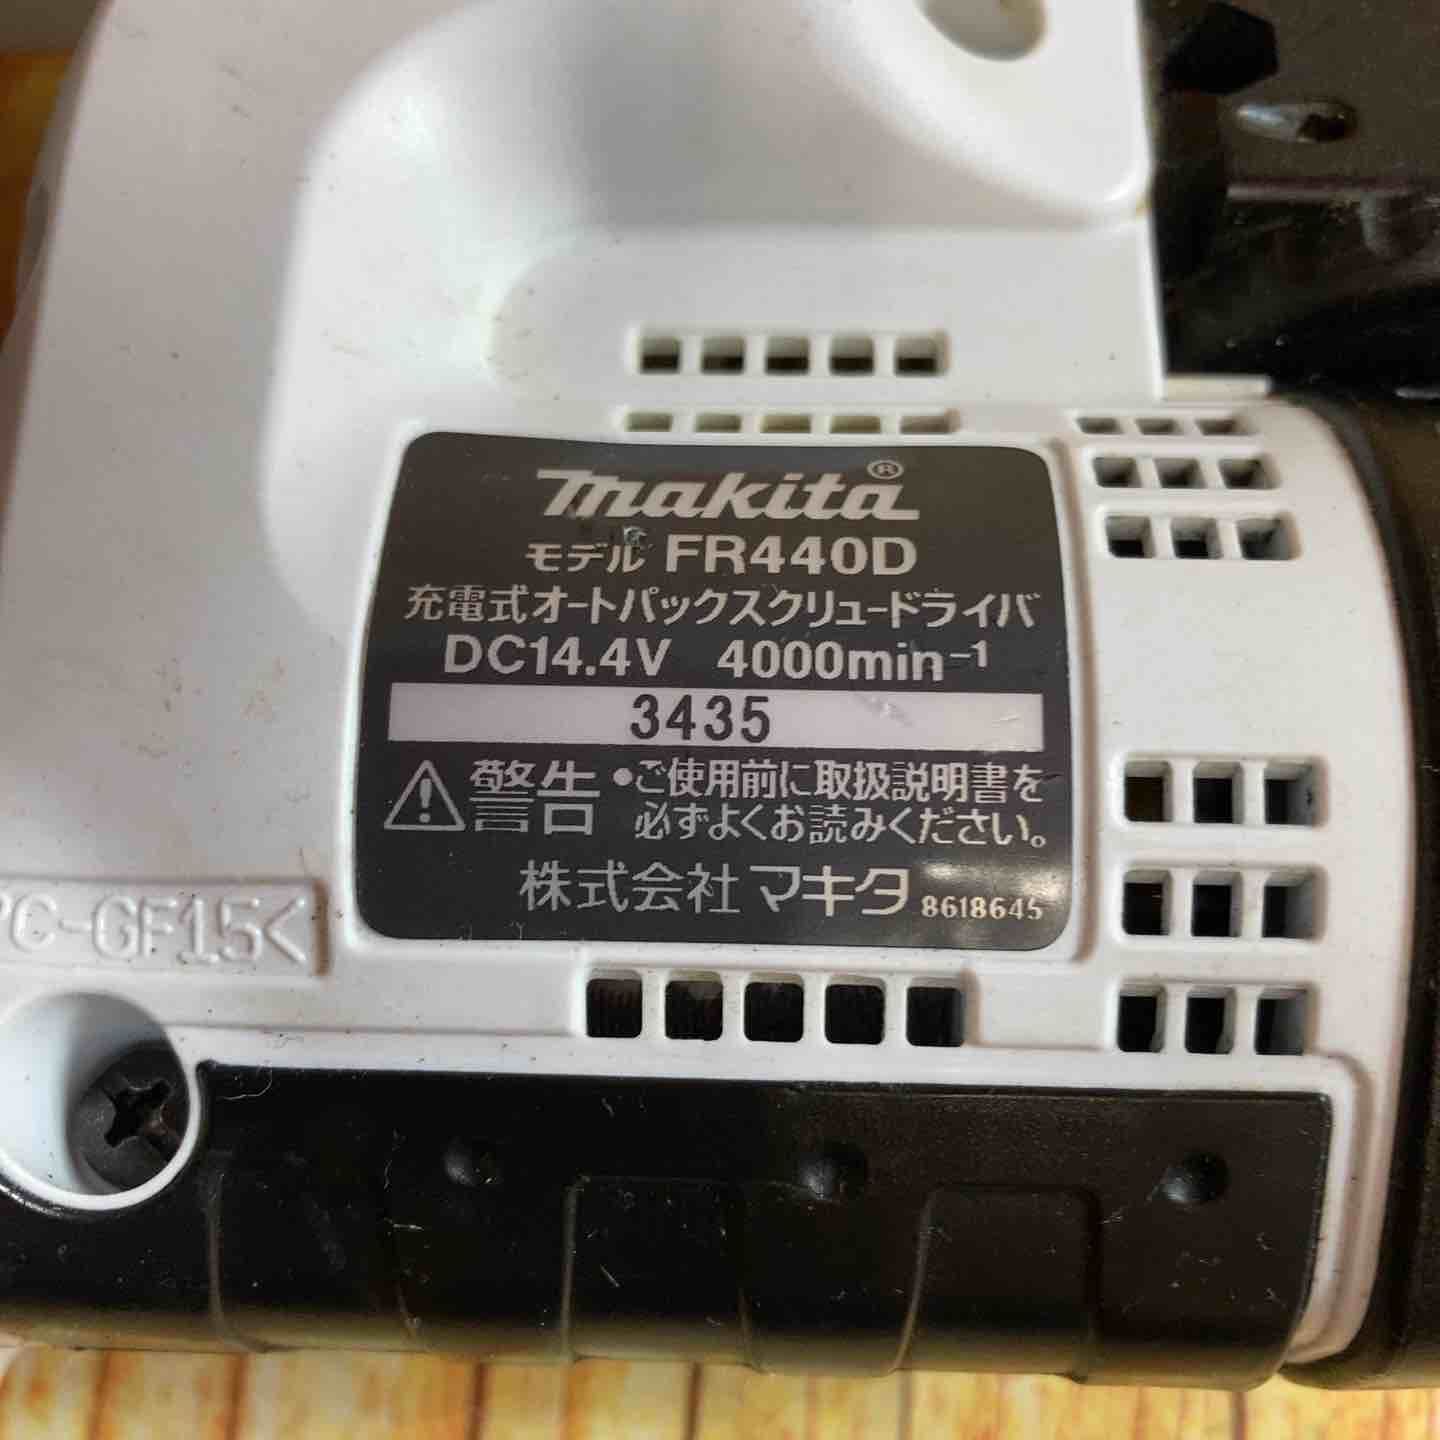 makita®
モデル FR440D
充電式オートパックスクリュードライバ
DC14.4V 4000min⁻¹
3435
警告 •ご使用前に取扱説明書を
必ずよくお読みください。
株式会社マキタ 8618645
C-GF15<